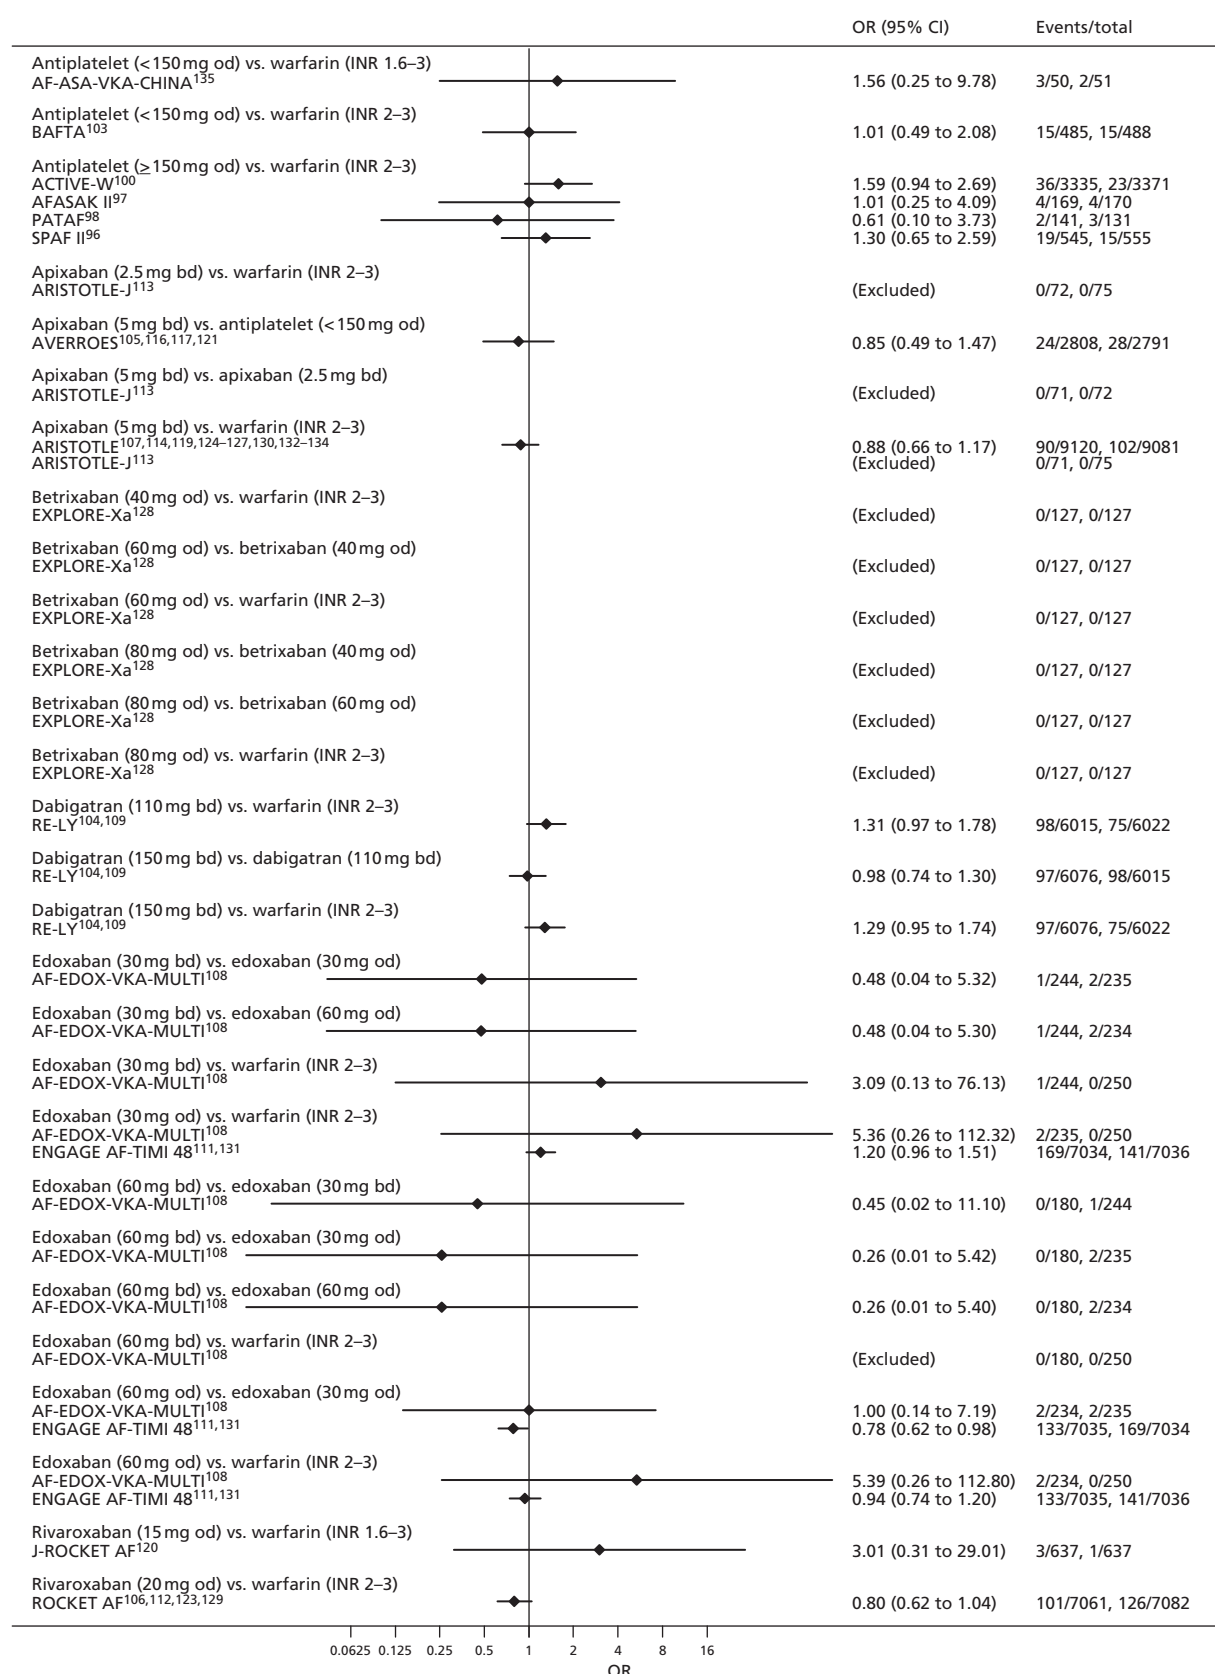 OR (95% CI) Events/total
Antiplatelet (<150 mg od) vs. warfarin (INR 1.6–3)
AF-ASA-VKA-CHINA135 1.56 (0.25 to 9.78) 3/50, 2/51
Antiplatelet (<150 mg od) vs. warfarin (INR 2–3)
BAFTA103 1.01 (0.49 to 2.08) 15/485, 15/488
Antiplatelet (≥150 mg od) vs. warfarin (INR 2–3)
ACTIVE-W100 1.59 (0.94 to 2.69) 36/3335, 23/3371
AFASAK II97 1.01 (0.25 to 4.09) 4/169, 4/170
PATAF98 0.61 (0.10 to 3.73) 2/141, 3/131
SPAF II96 1.30 (0.65 to 2.59) 19/545, 15/555
Apixaban (2.5 mg bd) vs. warfarin (INR 2–3)
ARISTOTLE-J113 (Excluded) 0/72, 0/75
Apixaban (5 mg bd) vs. antiplatelet (<150 mg od)
AVERROES105,116,117,121 0.85 (0.49 to 1.47) 24/2808, 28/2791
Apixaban (5 mg bd) vs. apixaban (2.5 mg bd)
ARISTOTLE-J113 (Excluded) 0/71, 0/72
Apixaban (5 mg bd) vs. warfarin (INR 2–3)
ARISTOTLE107,114,119,124–127,130,132–134 0.88 (0.66 to 1.17) 90/9120, 102/9081
ARISTOTLE-J113 (Excluded) 0/71, 0/75
Betrixaban (40 mg od) vs. warfarin (INR 2–3)
EXPLORE-Xa128 (Excluded) 0/127, 0/127
Betrixaban (60 mg od) vs. betrixaban (40 mg od)
EXPLORE-Xa128 (Excluded) 0/127, 0/127
Betrixaban (60 mg od) vs. warfarin (INR 2–3)
EXPLORE-Xa128 (Excluded) 0/127, 0/127
Betrixaban (80 mg od) vs. betrixaban (40 mg od)
EXPLORE-Xa128 (Excluded) 0/127, 0/127
Betrixaban (80 mg od) vs. betrixaban (60 mg od)
EXPLORE-Xa128 (Excluded) 0/127, 0/127
Betrixaban (80 mg od) vs. warfarin (INR 2–3)
EXPLORE-Xa128 (Excluded) 0/127, 0/127
Dabigatran (110 mg bd) vs. warfarin (INR 2–3)
RE-LY104,109 1.31 (0.97 to 1.78) 98/6015, 75/6022
Dabigatran (150 mg bd) vs. dabigatran (110 mg bd)
RE-LY104,109 0.98 (0.74 to 1.30) 97/6076, 98/6015
Dabigatran (150 mg bd) vs. warfarin (INR 2–3)
RE-LY104,109 1.29 (0.95 to 1.74) 97/6076, 75/6022
Edoxaban (30 mg bd) vs. edoxaban (30 mg od)
AF-EDOX-VKA-MULTI108 0.48 (0.04 to 5.32) 1/244, 2/235
Edoxaban (30 mg bd) vs. edoxaban (60 mg od)
AF-EDOX-VKA-MULTI108 0.48 (0.04 to 5.30) 1/244, 2/234
Edoxaban (30 mg bd) vs. warfarin (INR 2–3)
AF-EDOX-VKA-MULTI108 3.09 (0.13 to 76.13) 1/244, 0/250
Edoxaban (30 mg od) vs. warfarin (INR 2–3)
AF-EDOX-VKA-MULTI108 5.36 (0.26 to 112.32) 2/235, 0/250
ENGAGE AF-TIMI 48111,131 1.20 (0.96 to 1.51) 169/7034, 141/7036
Edoxaban (60 mg bd) vs. edoxaban (30 mg bd)
AF-EDOX-VKA-MULTI108 0.45 (0.02 to 11.10) 0/180, 1/244
Edoxaban (60 mg bd) vs. edoxaban (30 mg od)
AF-EDOX-VKA-MULTI108 0.26 (0.01 to 5.42) 0/180, 2/235
Edoxaban (60 mg bd) vs. edoxaban (60 mg od)
AF-EDOX-VKA-MULTI108 0.26 (0.01 to 5.40) 0/180, 2/234
Edoxaban (60 mg bd) vs. warfarin (INR 2–3)
AF-EDOX-VKA-MULTI108 (Excluded) 0/180, 0/250
Edoxaban (60 mg od) vs. edoxaban (30 mg od)
AF-EDOX-VKA-MULTI108 1.00 (0.14 to 7.19) 2/234, 2/235
ENGAGE AF-TIMI 48111,131 0.78 (0.62 to 0.98) 133/7035, 169/7034
Edoxaban (60 mg od) vs. warfarin (INR 2–3)
AF-EDOX-VKA-MULTI108 5.39 (0.26 to 112.80) 2/234, 0/250
ENGAGE AF-TIMI 48111,131 0.94 (0.74 to 1.20) 133/7035, 141/7036
Rivaroxaban (15 mg od) vs. warfarin (INR 1.6–3)
J-ROCKET AF120 3.01 (0.31 to 29.01) 3/637, 1/637
Rivaroxaban (20 mg od) vs. warfarin (INR 2–3)
ROCKET AF106,112,123,129 0.80 (0.62 to 1.04) 101/7061, 126/7082
0.0625 0.125 0.25 0.5 1 2 4 8 16
OR